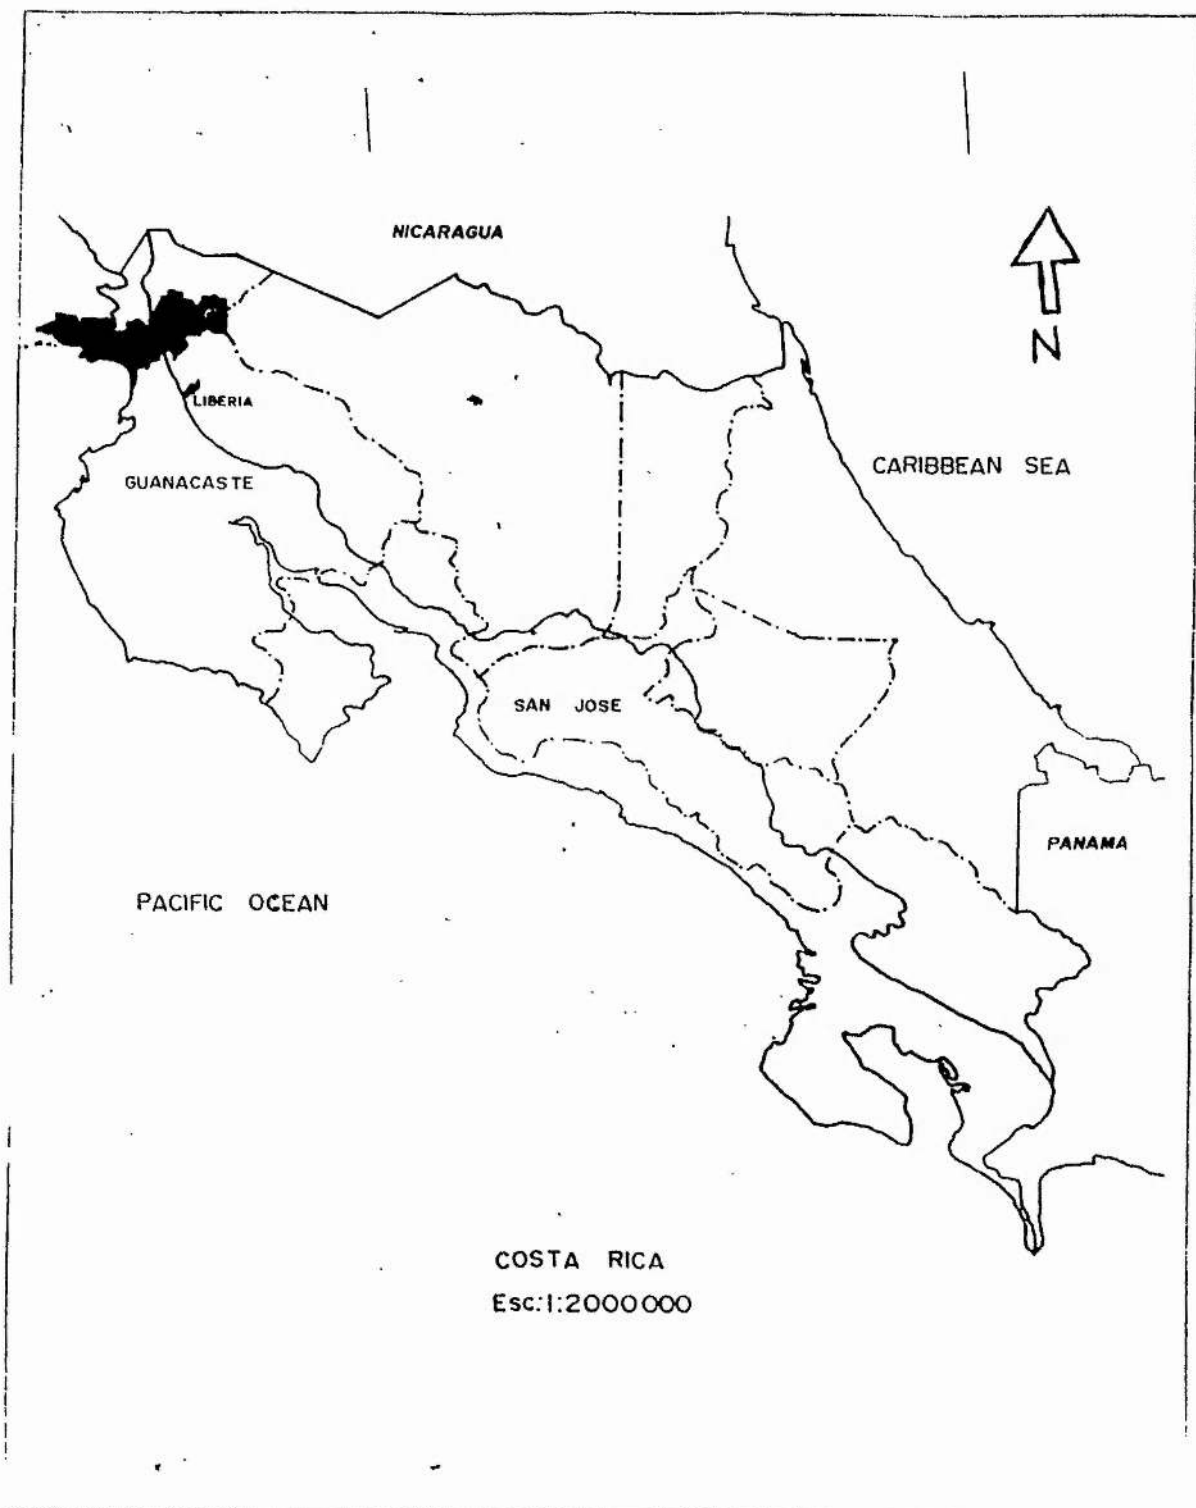 NICARAGUA
N
LIBERIA
CARIBBEAN SEA
GUANACASTE
SAN JOSE
PANAMA
PACIFIC OCEAN
COSTA RICA
Esc:1:2000000